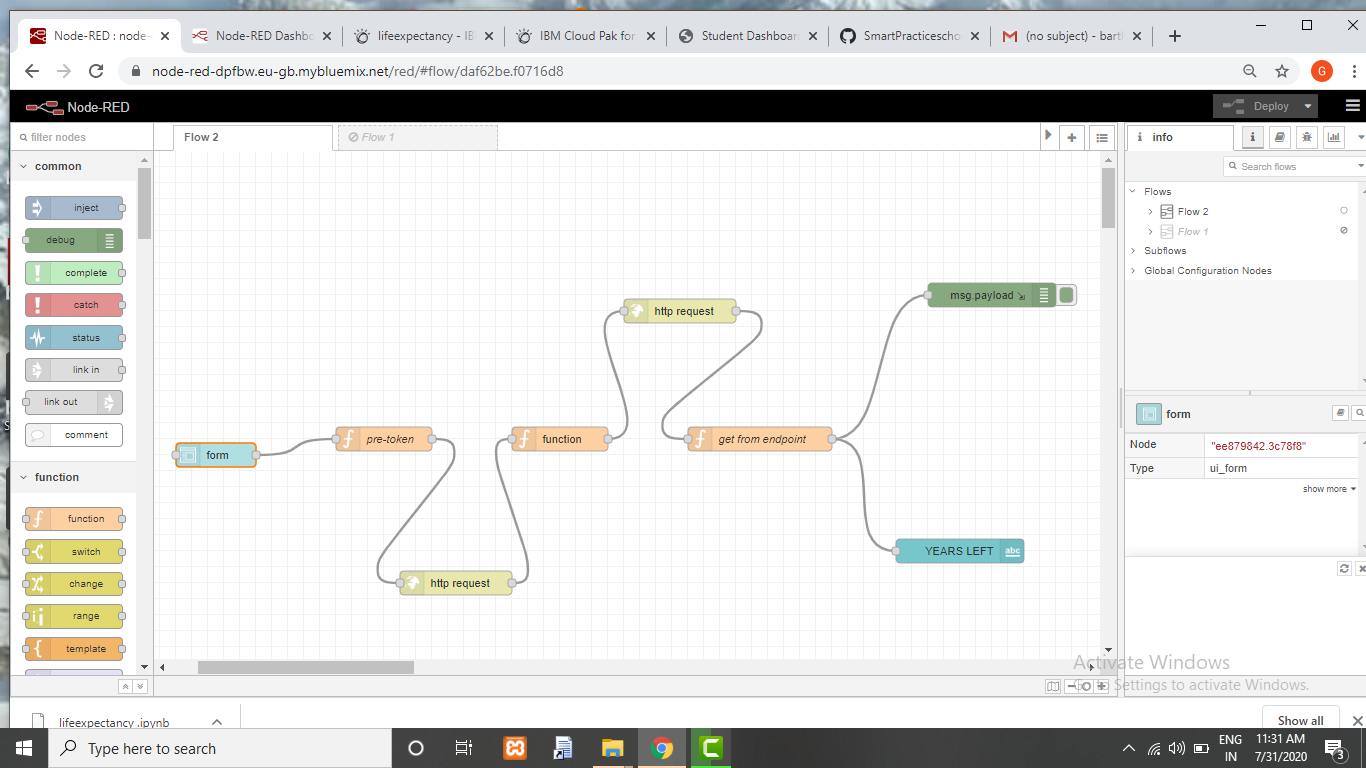 Node-RED : node-
Node-RED Dashbo
lifeexpectancy - IB
IBM Cloud Pak for
Student Dashboar
SmartPracticescho
(no subject) - bartl
node-red-dpfbw.eu-gb.mybluemix.net/red/#flow/daf62be.f0716d8
G
Node-RED
Deploy
filter nodes
Flow 2
Flow 1
i
info
i
Search flows
common
inject
debug
complete
catch
status
link in
link out
comment
function
function
switch
change
range
template
form
pre-token
http request
function
http request
get from endpoint
msg.payload
YEARS LEFT
abc
Flows
Flow 2
Flow 1
Subflows
Global Configuration Nodes
form
Node
"ee879842.3c78f8"
Type
ui_form
show more
Activate Windows
Settings to activate Windows.
lifeexpectancy .ipynb
Show all
Type here to search
ENG
IN
11:31 AM
7/31/2020
3